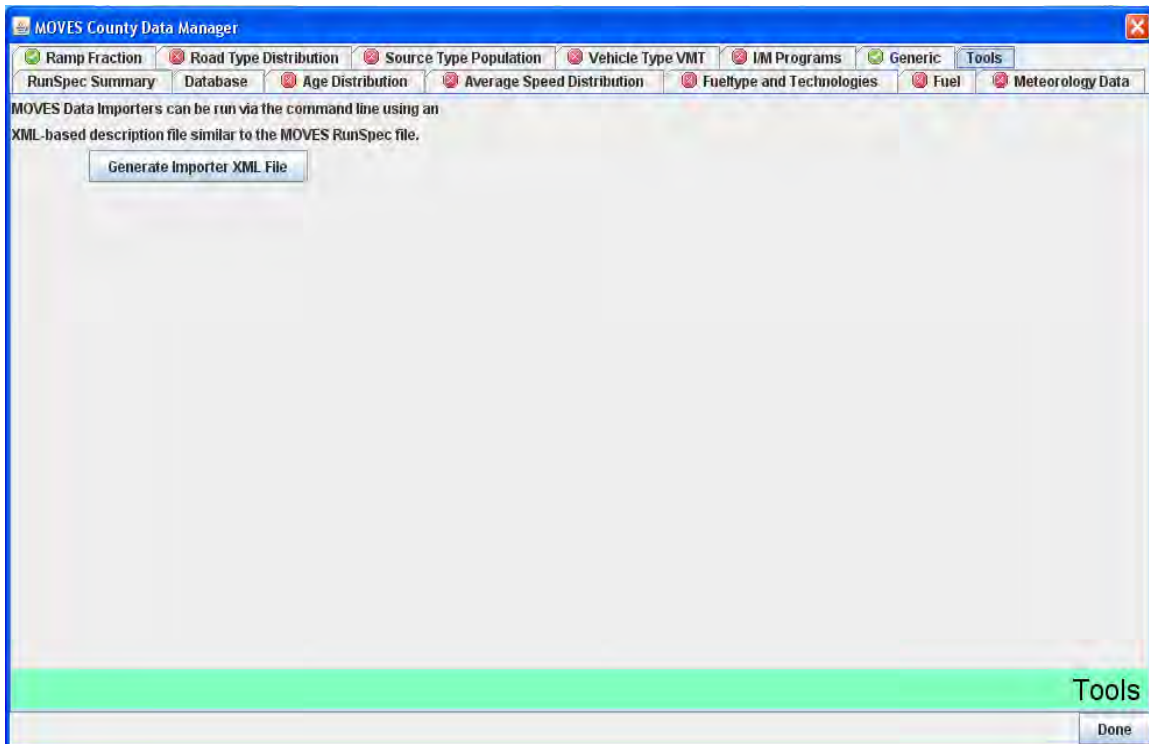 MOVES County Data Manager
Ramp Fraction Road Type Distribution Source Type Population Vehicle Type VMT I/M Programs Generic Tools
RunSpec Summary Database Age Distribution Average Speed Distribution Fueltype and Technologies Fuel Meteorology Data
MOVES Data Importers can be run via the command line using an
XML-based description file similar to the MOVES RunSpec file.
Generate Importer XML File
Tools
Done